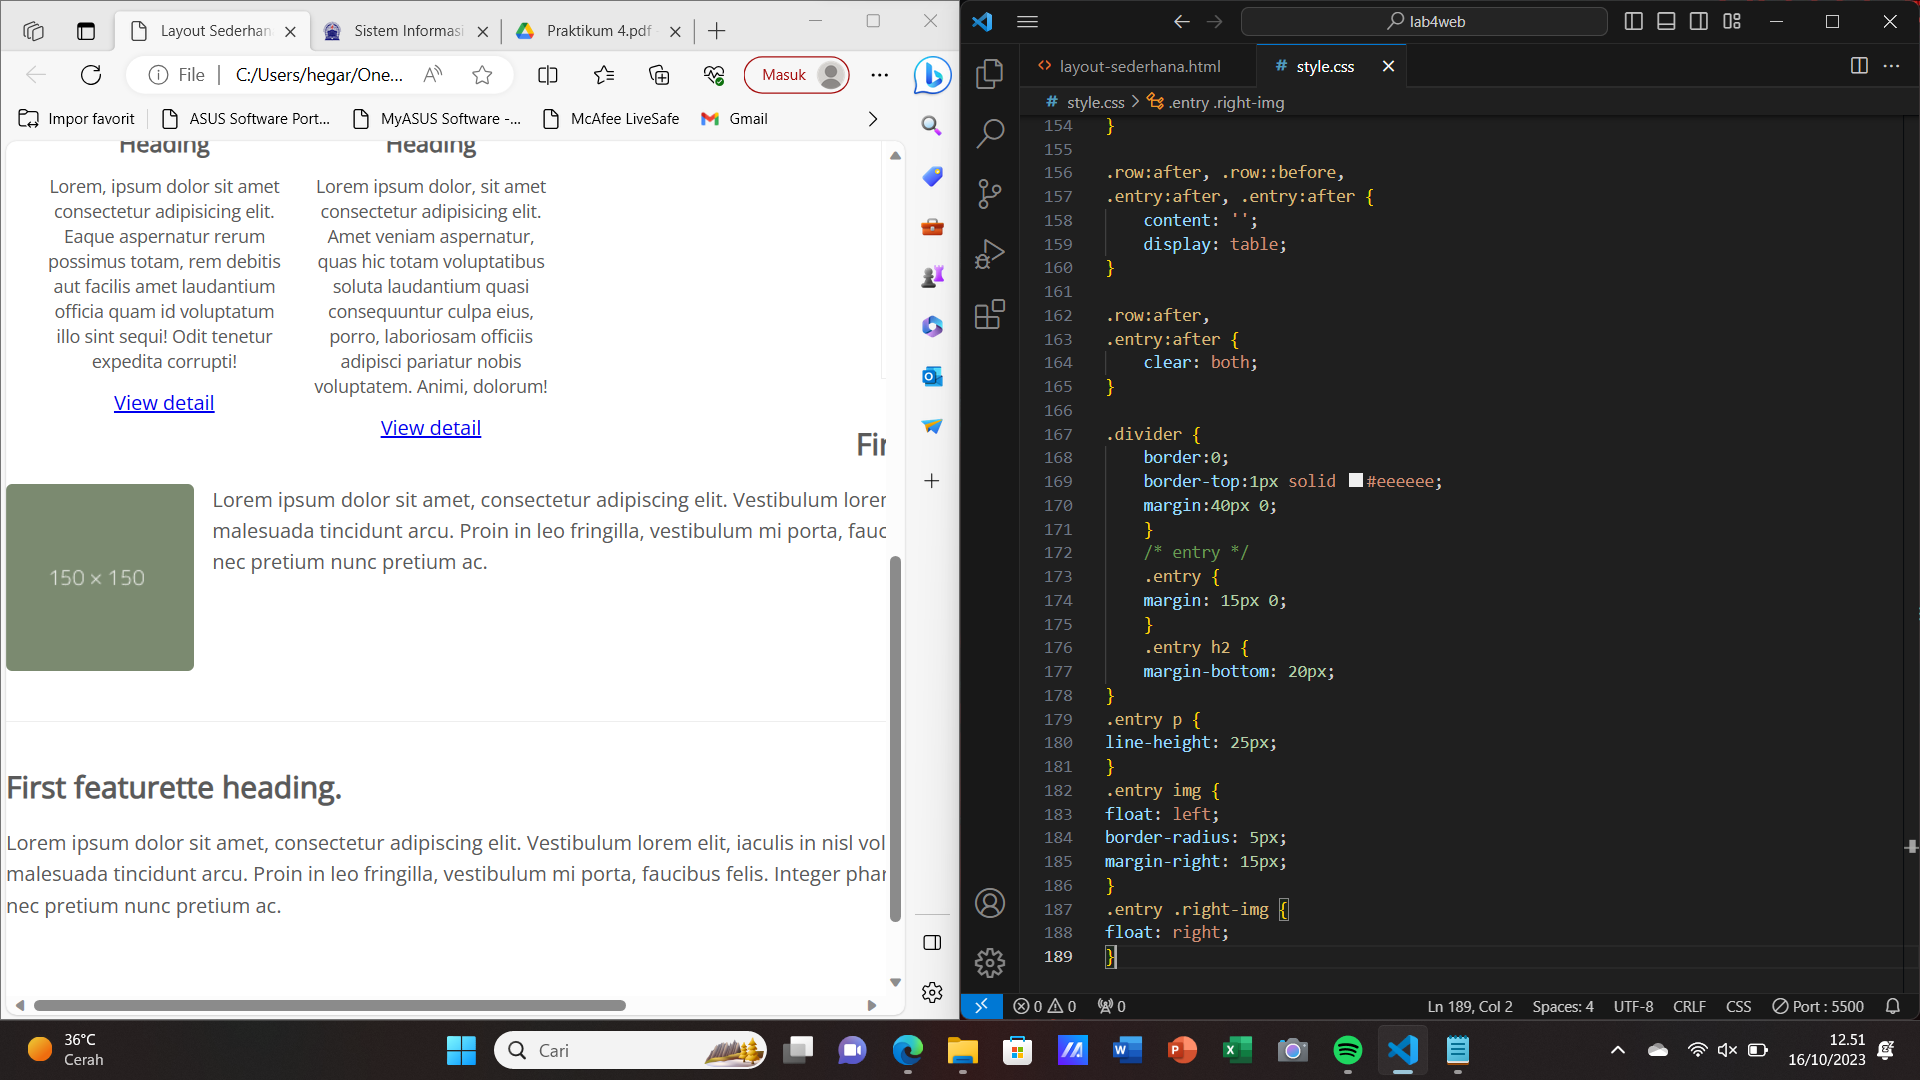 Layout Sederhan
Sistem Informasi
Praktikum 4.pdf
File
C:/Users/hegar/One...
Masuk
Impor favorit
ASUS Software Port...
MyASUS Software -...
McAfee LiveSafe
Gmail
Heading
Lorem, ipsum dolor sit amet
consectetur adipisicing elit.
Eaque aspernatur rerum
possimus totam, rem debitis
aut facilis amet laudantium
officia quam id voluptatum
illo sint sequi! Odit tenetur
expedita corrupti!
View detail
Heading
Lorem ipsum dolor, sit amet
consectetur adipisicing elit.
Amet veniam aspernatur,
quas hic totam voluptatibus
soluta laudantium quasi
consequuntur culpa eius,
porro, laboriosam officiis
adipisci pariatur nobis
voluptatem. Animi, dolorum!
View detail
Fir
150 × 150
Lorem ipsum dolor sit amet, consectetur adipiscing elit. Vestibulum lorer
malesuada tincidunt arcu. Proin in leo fringilla, vestibulum mi porta, fauc
nec pretium nunc pretium ac.
First featurette heading.
Lorem ipsum dolor sit amet, consectetur adipiscing elit. Vestibulum lorem elit, iaculis in nisl vol
malesuada tincidunt arcu. Proin in leo fringilla, vestibulum mi porta, faucibus felis. Integer phar
nec pretium nunc pretium ac.
lab4web
layout-sederhana.html
# style.css
# style.css > .entry .right-img
154 }
155
156 .row:after, .row::before,
157 .entry:after, .entry:after {
158 content: '';
159 display: table;
160 }
161
162 .row:after,
163 .entry:after {
164 clear: both;
165 }
166
167 .divider {
168 border:0;
169 border-top:1px solid #eeeeee;
170 margin:40px 0;
171 }
172 /* entry */
173 .entry {
174 margin: 15px 0;
175 }
176 .entry h2 {
177 margin-bottom: 20px;
178 }
179 .entry p {
180 line-height: 25px;
181 }
182 .entry img {
183 float: left;
184 border-radius: 5px;
185 margin-right: 15px;
186 }
187 .entry .right-img {
188 float: right;
189 }
0 0 0
Ln 189, Col 2
Spaces: 4
UTF-8
CRLF
CSS
Port : 5500
36°C
Cerah
Cari
12.51
16/10/2023